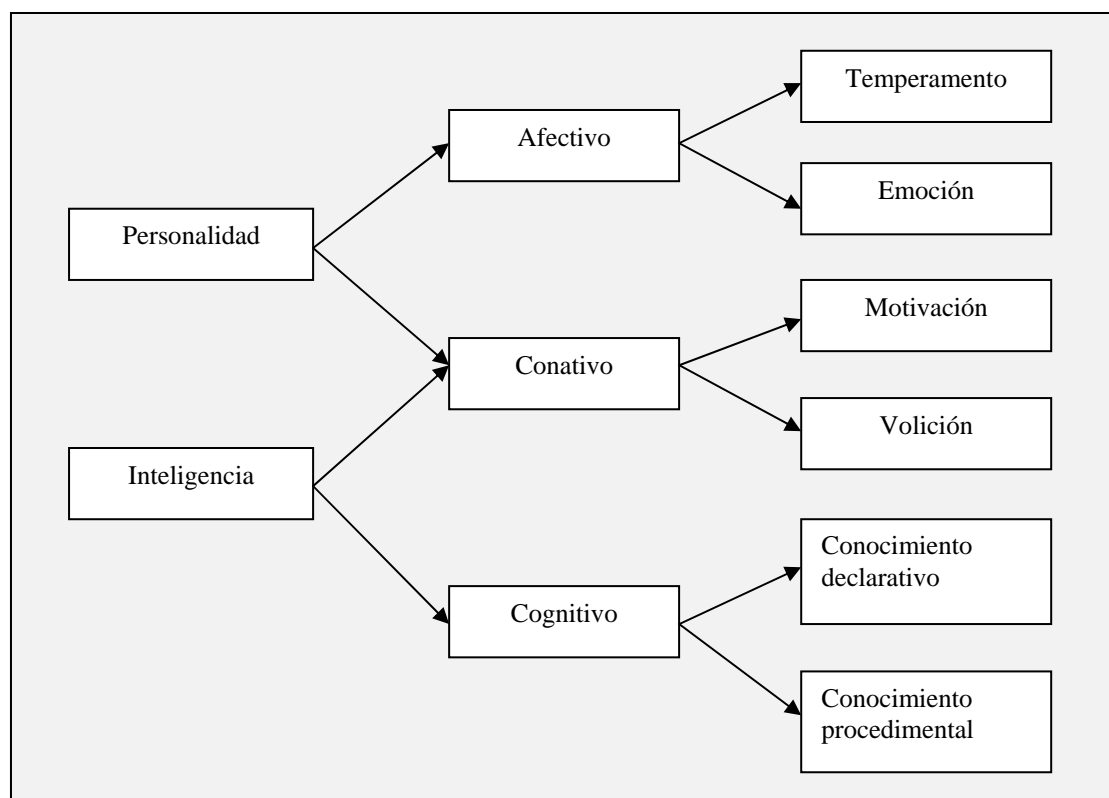 Temperamento
Afectivo
Emoción
Personalidad
Motivación
Conativo
Volición
Inteligencia
Conocimiento
declarativo
Cognitivo
Conocimiento
procedimental